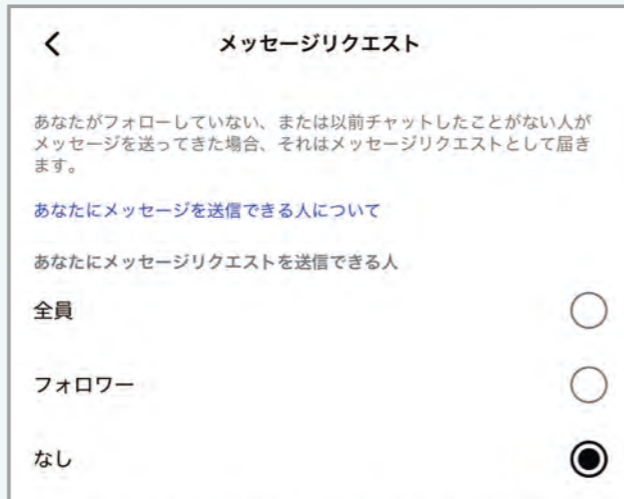 メッセージリクエスト
あなたがフォローしていない、または以前チャットしたことがない人が
メッセージを送ってきた場合、それはメッセージリクエストとして届き
ます。
あなたにメッセージを送信できる人について
あなたにメッセージリクエストを送信できる人
全員
フォロワー
なし